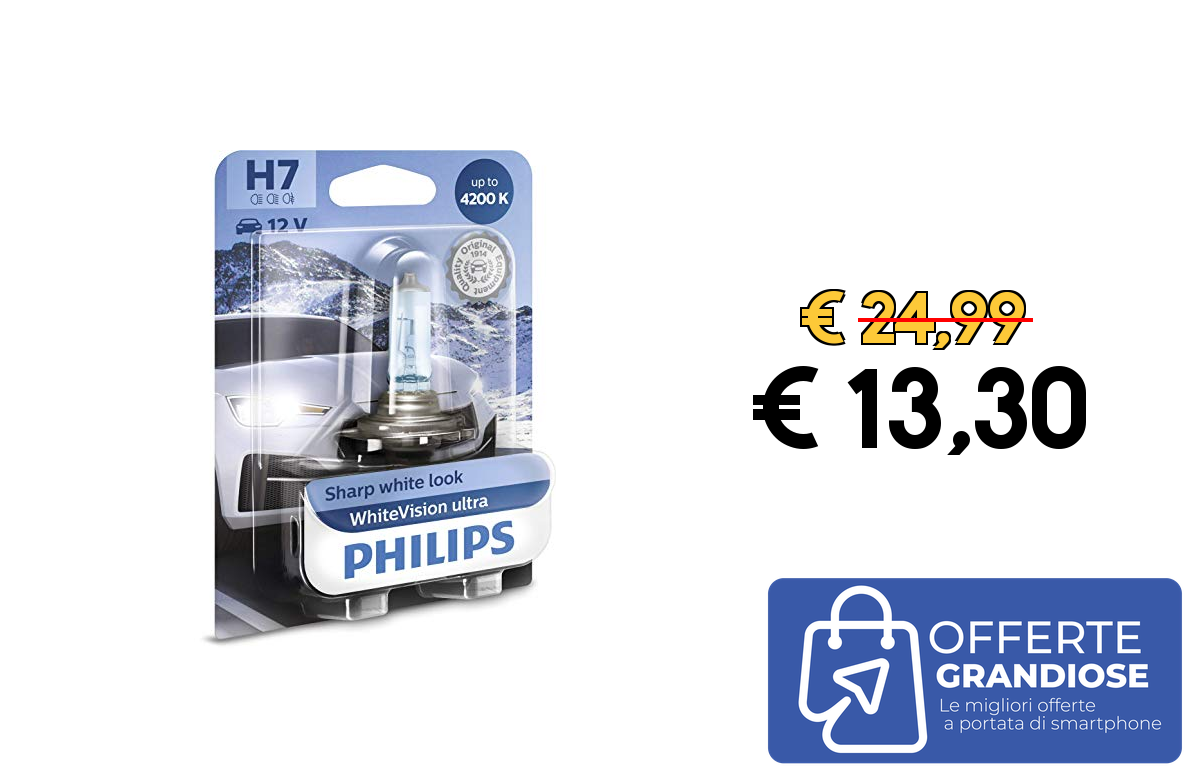 H7
up to
4200 K
12 V
Quality Original Equipment
1914
Sharp white look
WhiteVision ultra
PHILIPS
€ 24,99
€ 13,30
OFFERTE
GRANDIOSE
Le migliori offerte
a portata di smartphone